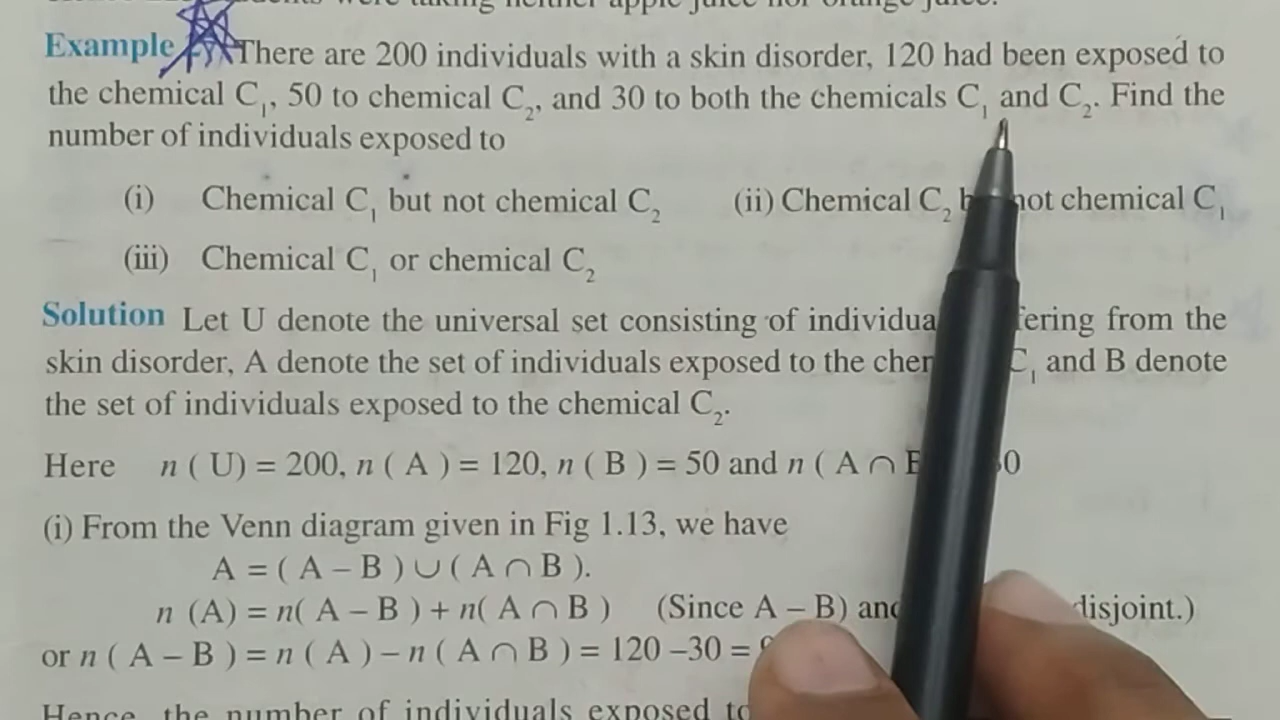 apple juice nor orange juice.
Example There are 200 individuals with a skin disorder, 120 had been exposed to
the chemical C₁, 50 to chemical C₂, and 30 to both the chemicals C₁ and C₂. Find the
number of individuals exposed to
(i) Chemical C₁ but not chemical C₂ (ii) Chemical C₂ not chemical C₁
(iii) Chemical C₁ or chemical C₂
Solution Let U denote the universal set consisting of from the
skin disorder, A denote the set of individuals exposed to the C₁ and B denote
the set of individuals exposed to the chemical C₂.
Here n ( U) = 200, n ( A ) = 120, n ( B ) = 50 and n ( A ∩
(i) From the Venn diagram given in Fig 1.13, we have
A = ( A – B ) ∪ ( A ∩ B ).
n (A) = n( A – B ) + n( A ∩ B ) (Since A – B) disjoint.)
or n ( A – B ) = n ( A ) – n ( A ∩ B ) = 120 –30 =
Hence, the number of individuals exposed to